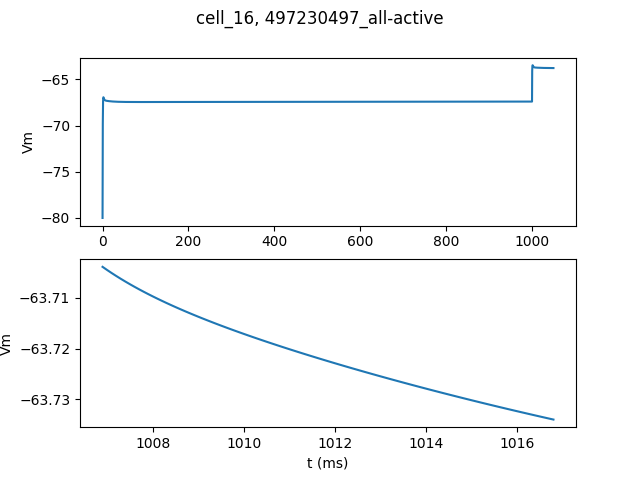 cell_16, 497230497_all-active
Vm
−65
−70
−75
−80
0 200 400 600 800 1000
Vm
−63.71
−63.72
−63.73
1008 1010 1012 1014 1016
t (ms)